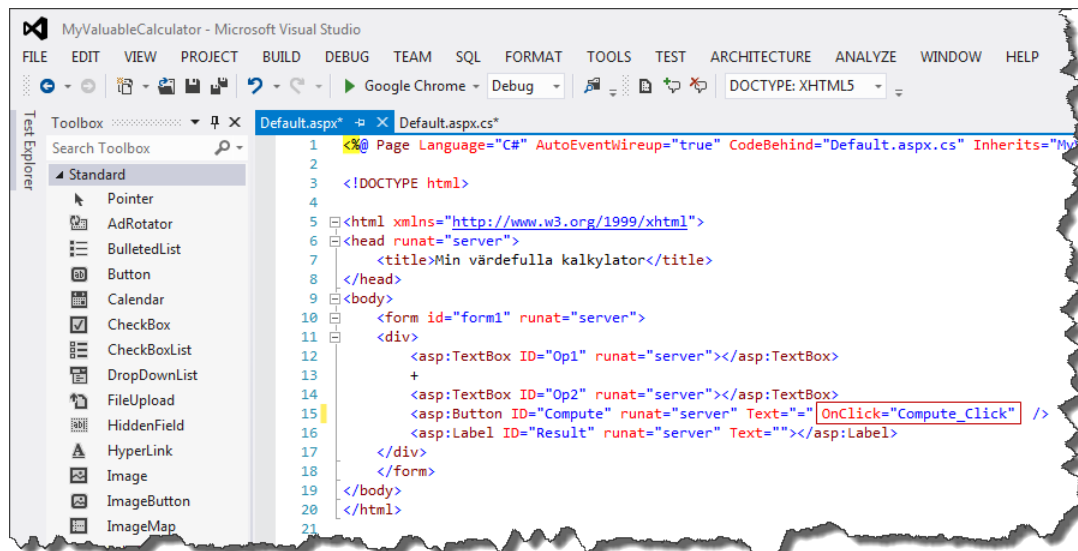 MyValuableCalculator - Microsoft Visual Studio
FILE EDIT VIEW PROJECT BUILD DEBUG TEAM SQL FORMAT TOOLS TEST ARCHITECTURE ANALYZE WINDOW HELP
Google Chrome Debug DOCTYPE: XHTML5
Test Explorer
Toolbox
Search Toolbox
Standard
Pointer
AdRotator
BulletedList
Button
Calendar
CheckBox
CheckBoxList
DropDownList
FileUpload
HiddenField
HyperLink
Image
ImageButton
ImageMap
Default.aspx* Default.aspx.cs*
1 <%@ Page Language="C#" AutoEventWireup="true" CodeBehind="Default.aspx.cs" Inherits="My
2
3 <!DOCTYPE html>
4
5 <html xmlns="http://www.w3.org/1999/xhtml">
6 <head runat="server">
7 <title>Min värdefulla kalkylator</title>
8 </head>
9 <body>
10 <form id="form1" runat="server">
11 <div>
12 <asp:TextBox ID="Op1" runat="server"></asp:TextBox>
13 +
14 <asp:TextBox ID="Op2" runat="server"></asp:TextBox>
15 <asp:Button ID="Compute" runat="server" Text="=" OnClick="Compute_Click" />
16 <asp:Label ID="Result" runat="server" Text=""></asp:Label>
17 </div>
18 </form>
19 </body>
20 </html>
21